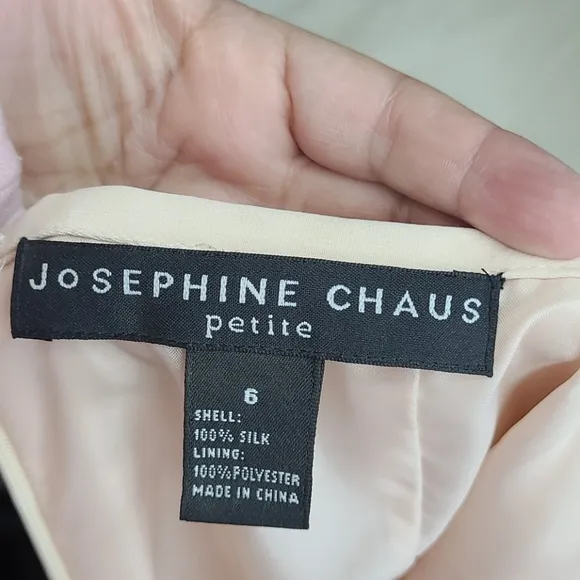 JoSEPHINE CHAUS
petite
6
SHELL:
100% SILK
LINING:
100%POLYESTER
MADE IN CHINA